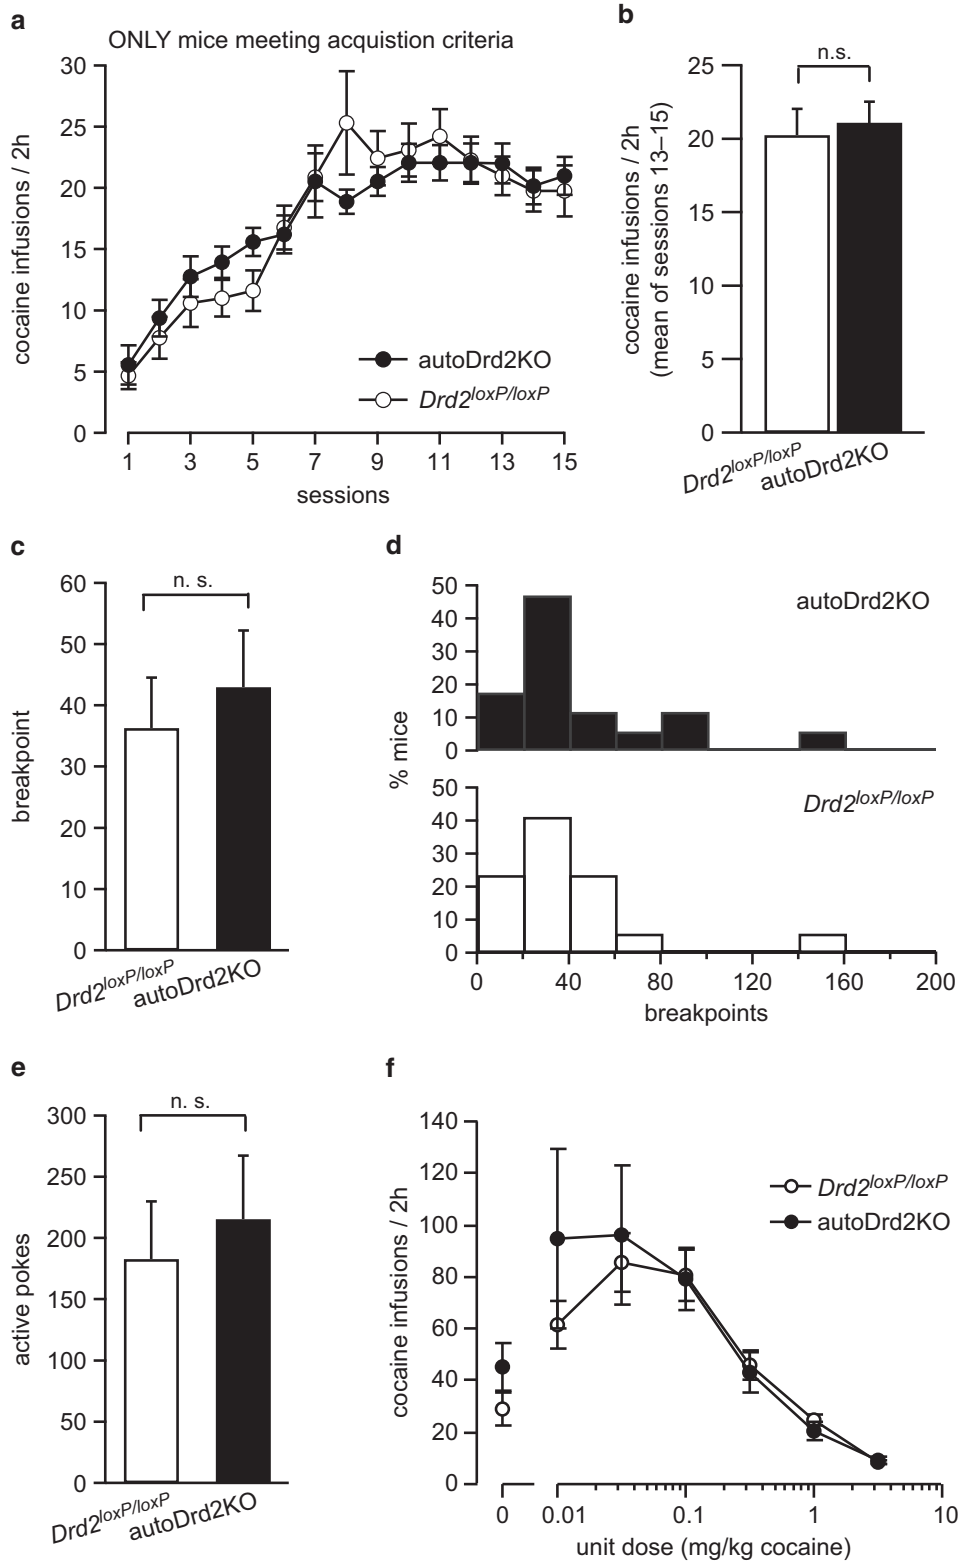 a
ONLY mice meeting acquistion criteria
cocaine infusions / 2h
30
25
20
15
10
5
0
autoDrd2KO
Drd2loxP/loxP
1 3 5 7 9 11 13 15
sessions
b
n.s.
cocaine infusions / 2h
(mean of sessions 13–15)
25
20
15
10
5
0
Drd2loxP/loxP
autoDrd2KO
c
n. s.
breakpoint
60
50
40
30
20
10
0
Drd2loxP/loxP
autoDrd2KO
d
% mice
autoDrd2KO
50
40
30
20
10
0
Drd2loxP/loxP
50
40
30
20
10
0
0 40 80 120 160 200
breakpoints
e
n. s.
active pokes
300
250
200
150
100
50
0
Drd2loxP/loxP
autoDrd2KO
f
cocaine infusions / 2h
140
120
100
80
60
40
20
0
Drd2loxP/loxP
autoDrd2KO
0 0.01 0.1 1 10
unit dose (mg/kg cocaine)